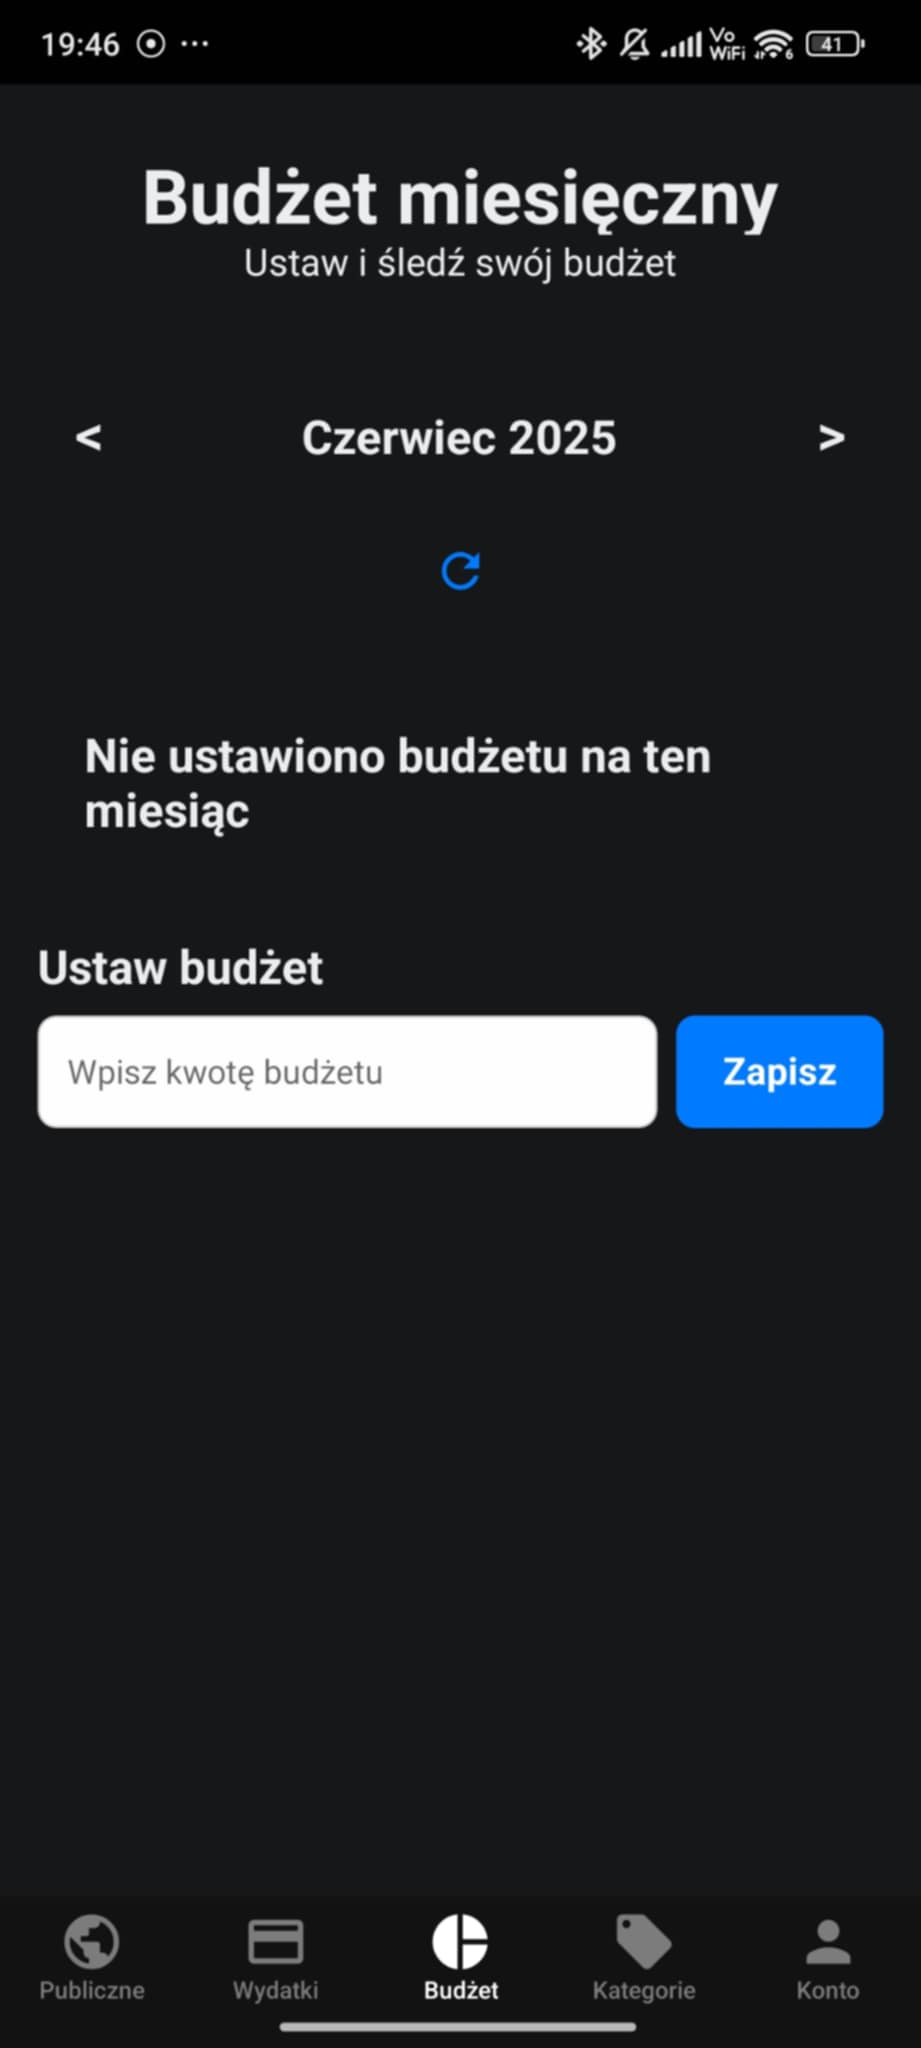 19:46
Vo
WiFi
6
41
Budżet miesięczny
Ustaw i śledź swój budżet
< Czerwiec 2025 >
Nie ustawiono budżetu na ten
miesiąc
Ustaw budżet
Wpisz kwotę budżetu Zapisz
Publiczne Wydatki Budżet Kategorie Konto